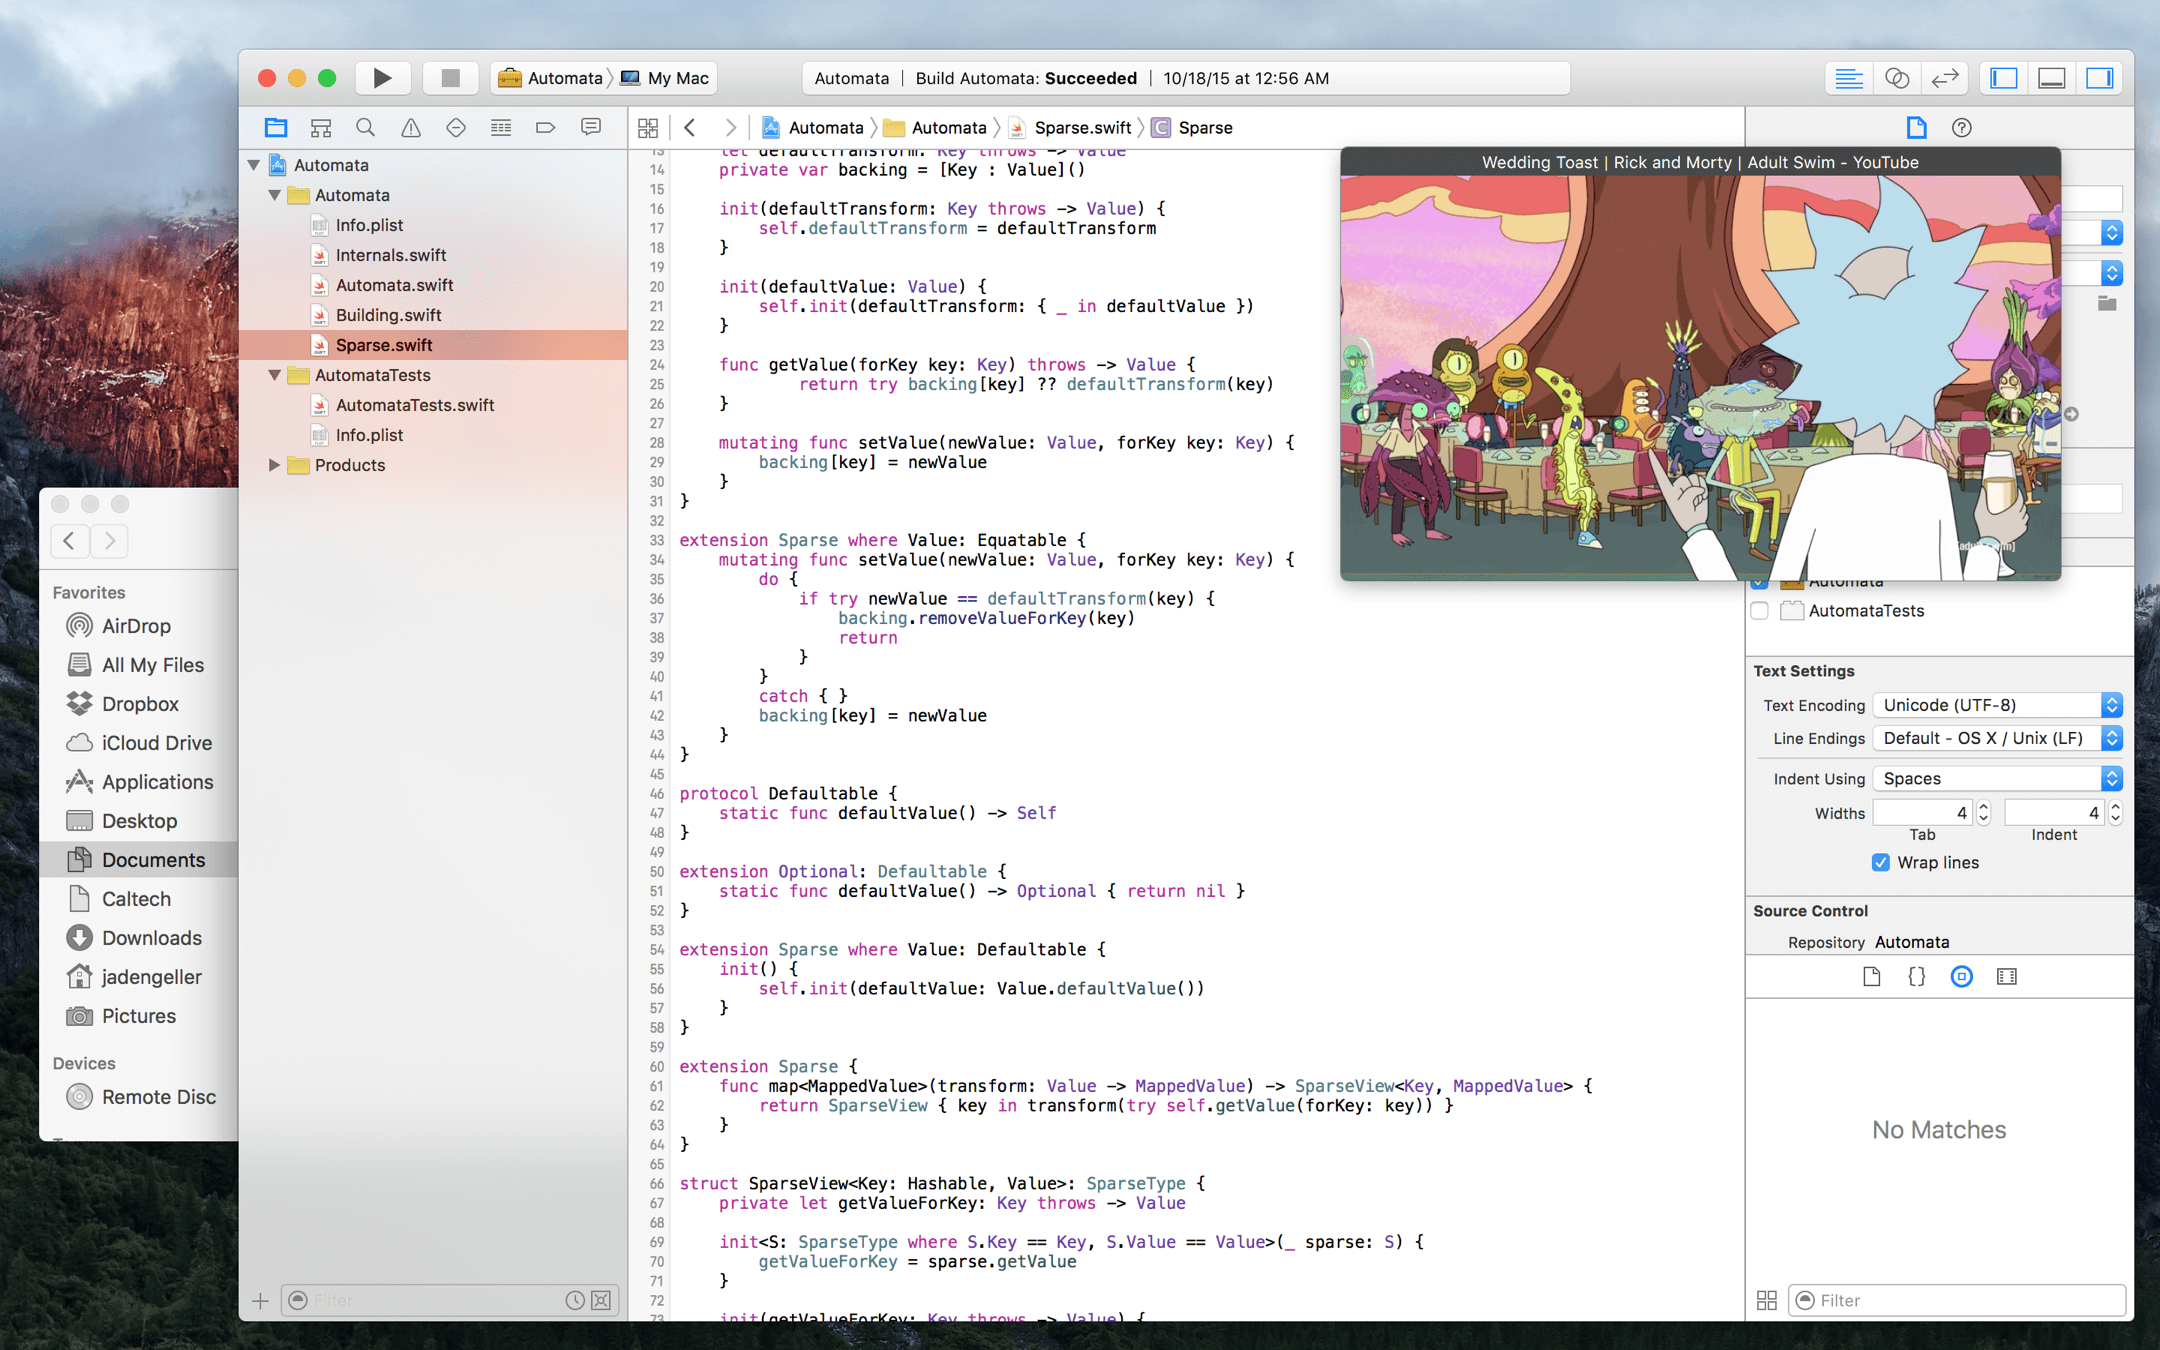 Automata 〉 My Mac
Automata | Build Automata: Succeeded | 10/18/15 at 12:56 AM
Automata 〉 Automata 〉 Sparse.swift 〉 C Sparse
Automata
Automata
Info.plist
Internals.swift
Automata.swift
Building.swift
Sparse.swift
AutomataTests
AutomataTests.swift
Info.plist
Products
Filter
Favorites
AirDrop
All My Files
Dropbox
iCloud Drive
Applications
Desktop
Documents
Caltech
Downloads
jadengeller
Pictures
Devices
Remote Disc
13 let defaultTransform: Key throws -> Value
14 private var backing = [Key : Value]()
15
16 init(defaultTransform: Key throws -> Value) {
17 self.defaultTransform = defaultTransform
18 }
19
20 init(defaultValue: Value) {
21 self.init(defaultTransform: { _ in defaultValue })
22 }
23
24 func getValue(forKey key: Key) throws -> Value {
25 return try backing[key] ?? defaultTransform(key)
26 }
27
28 mutating func setValue(newValue: Value, forKey key: Key) {
29 backing[key] = newValue
30 }
31 }
32
33 extension Sparse where Value: Equatable {
34 mutating func setValue(newValue: Value, forKey key: Key) {
35 do {
36 if try newValue == defaultTransform(key) {
37 backing.removeValueForKey(key)
38 return
39 }
40 }
41 catch { }
42 backing[key] = newValue
43 }
44 }
45
46 protocol Defaultable {
47 static func defaultValue() -> Self
48 }
49
50 extension Optional: Defaultable {
51 static func defaultValue() -> Optional { return nil }
52 }
53
54 extension Sparse where Value: Defaultable {
55 init() {
56 self.init(defaultValue: Value.defaultValue())
57 }
58 }
59
60 extension Sparse {
61 func map<MappedValue>(transform: Value -> MappedValue) -> SparseView<Key, MappedValue> {
62 return SparseView { key in transform(try self.getValue(forKey: key)) }
63 }
64 }
65
66 struct SparseView<Key: Hashable, Value>: SparseType {
67 private let getValueForKey: Key throws -> Value
68
69 init<S: SparseType where S.Key == Key, S.Value == Value>(_ sparse: S) {
70 getValueForKey = sparse.getValue
71 }
72
73 init(getValueForKey: Key throws -> Value) {
Wedding Toast | Rick and Morty | Adult Swim - YouTube
Automata
AutomataTests
Text Settings
Text Encoding Unicode (UTF-8)
Line Endings Default - OS X / Unix (LF)
Indent Using Spaces
Widths 4 4
Tab Indent
Wrap lines
Source Control
Repository Automata
No Matches
Filter